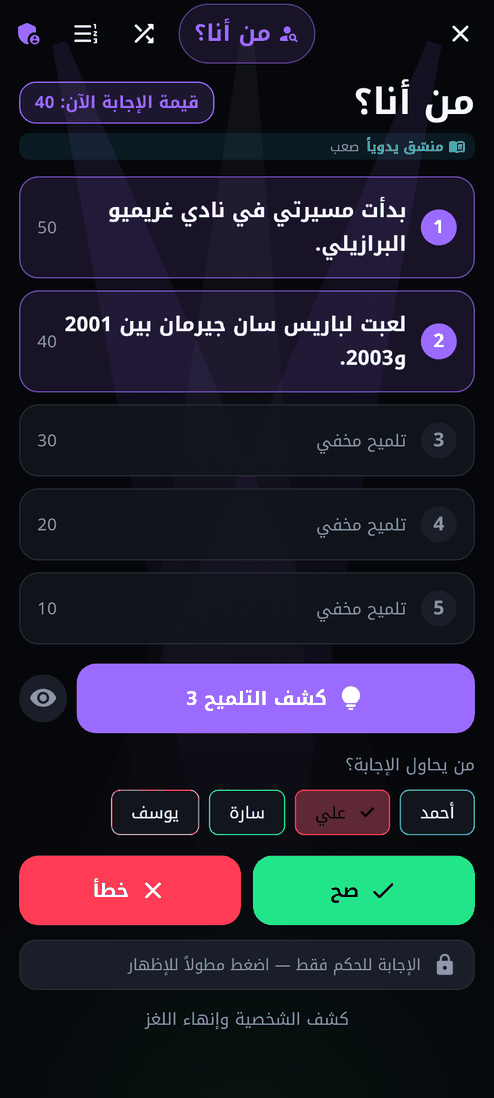 من أنا؟
من أنا؟
قيمة الإجابة الآن: 40
منسّق يدوياً صعب
1
بدأت مسيرتي في نادي غريميو
البرازيلي.
50
2
لعبت لباريس سان جيرمان بين 2001
و2003.
40
3
تلميح مخفي
30
4
تلميح مخفي
20
5
تلميح مخفي
10
كشف التلميح 3
من يحاول الإجابة؟
أحمد
علي
سارة
يوسف
صح
خطأ
الإجابة للحكم فقط — اضغط مطولاً للإظهار
كشف الشخصية وإنهاء اللغز